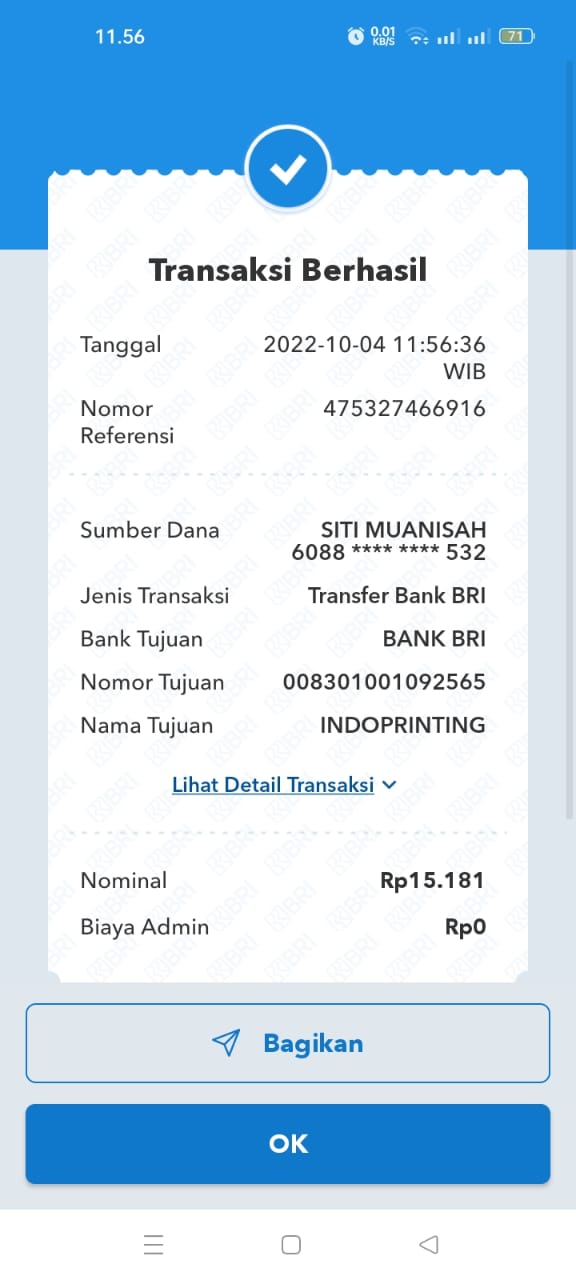 11.56
0.01
KB/S
71
Transaksi Berhasil
Tanggal 2022-10-04 11:56:36
WIB
Nomor 475327466916
Referensi
Sumber Dana SITI MUANISAH
6088 **** **** 532
Jenis Transaksi Transfer Bank BRI
Bank Tujuan BANK BRI
Nomor Tujuan 008301001092565
Nama Tujuan INDOPRINTING
Lihat Detail Transaksi
Nominal Rp15.181
Biaya Admin Rp0
Bagikan
OK